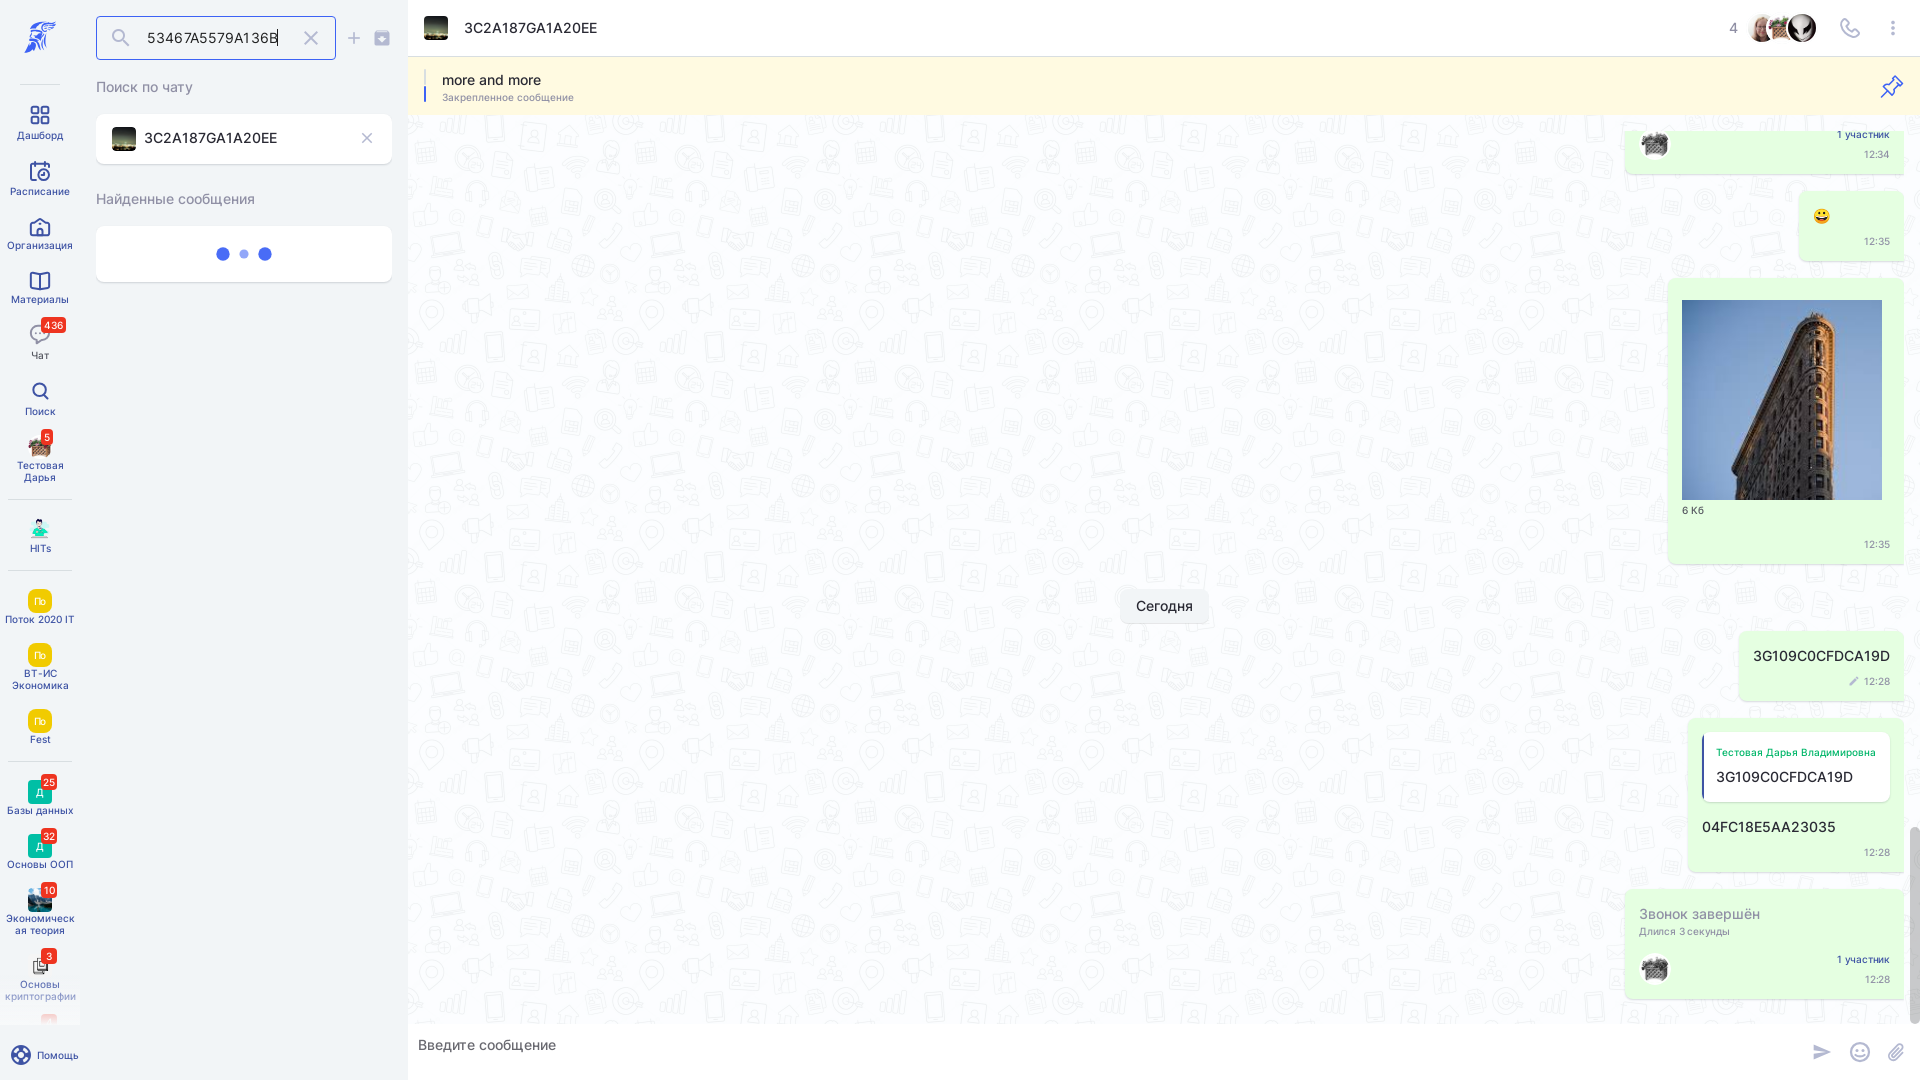 Дашборд
Расписание
Организация
Материалы
436
Чат
Поиск
5
Тестовая
Дарья
HITs
По
Поток 2020 IT
По
ВТ-ИС
Экономика
По
Fest
25
Д
Базы данных
32
Д
Основы ООП
10
Экономическ
ая теория
3
Основы
криптографии
Помощь
53467A5579A136B
Поиск по чату
3C2A187GA1A20EE
Найденные сообщения
3C2A187GA1A20EE
4
more and more
Закрепленное сообщение
1 участник
12:34
12:35
6 Кб
12:35
Сегодня
3G109C0CFDCA19D
12:28
Тестовая Дарья Владимировна
3G109C0CFDCA19D
04FC18E5AA23035
12:28
Звонок завершён
Длился 3 секунды
1 участник
12:28
Введите сообщение